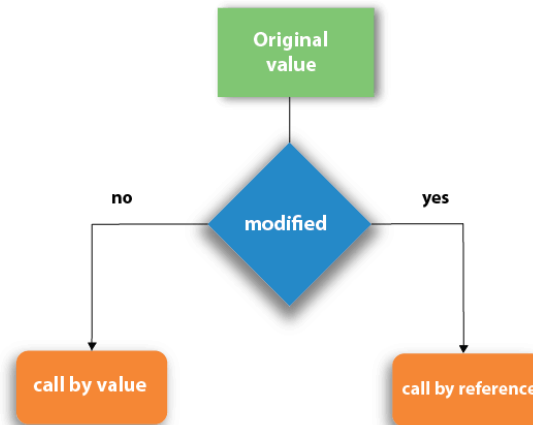 Original
value
no
yes
modified
call by value
call by reference